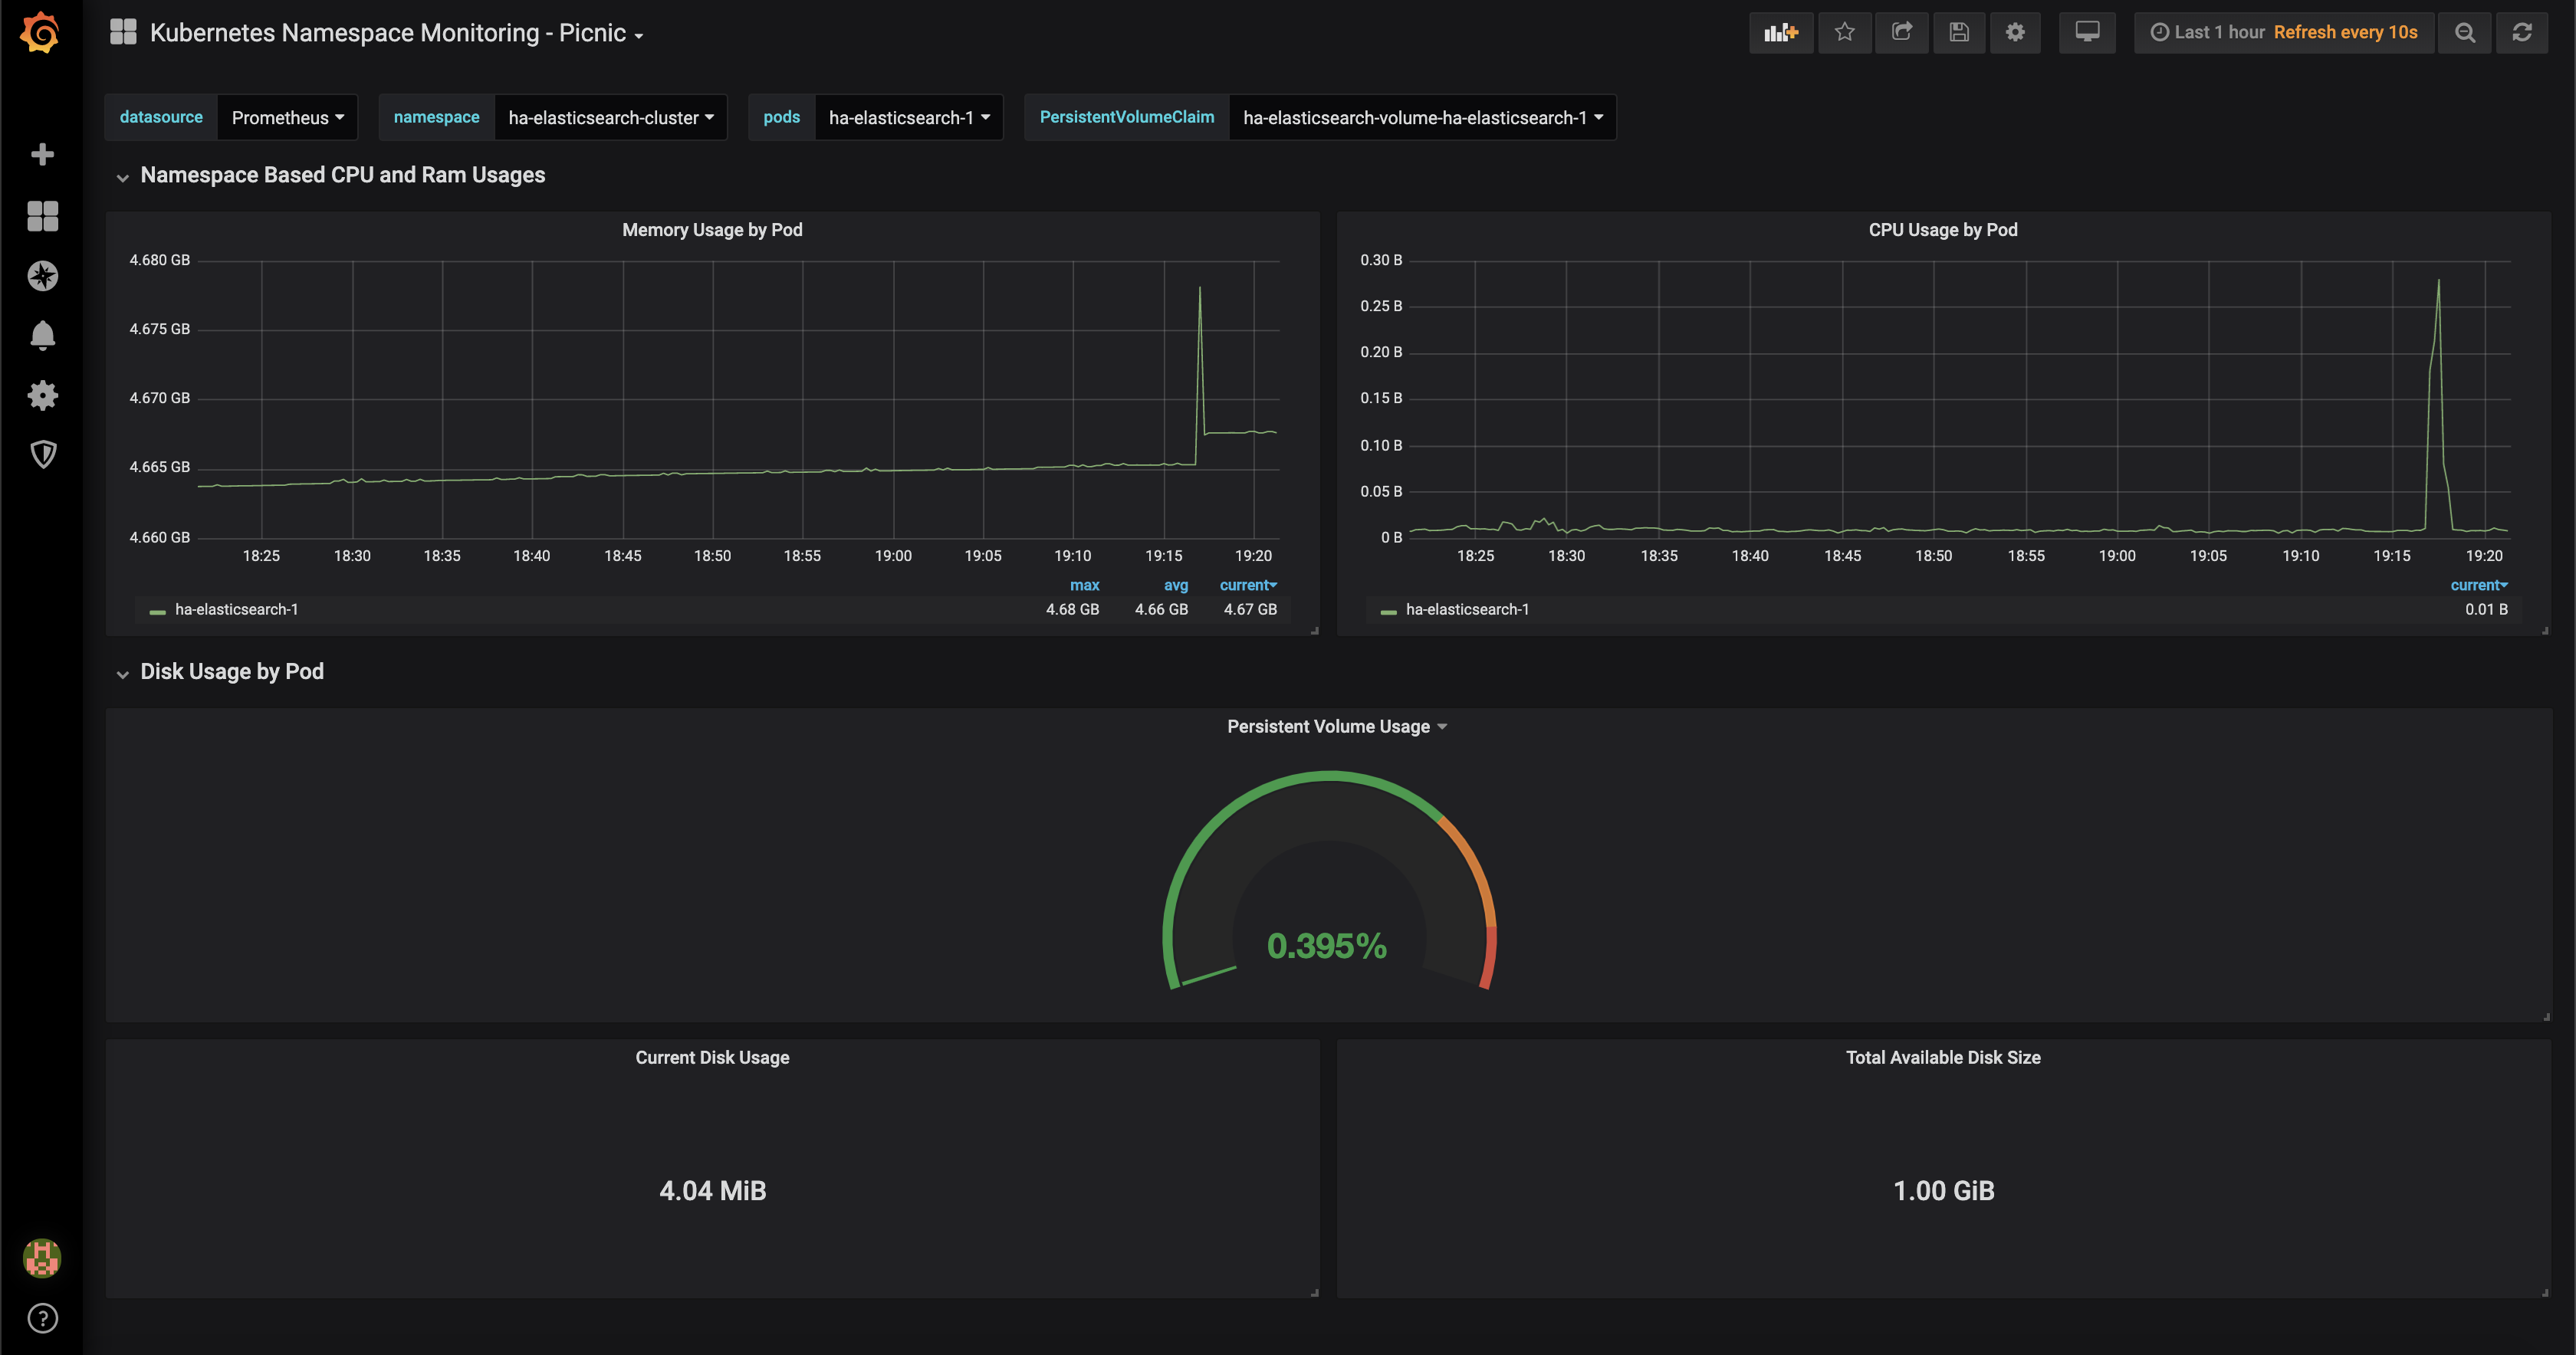 Kubernetes Namespace Monitoring - Picnic
Last 1 hour Refresh every 10s
datasource Prometheus namespace ha-elasticsearch-cluster pods ha-elasticsearch-1 PersistentVolumeClaim ha-elasticsearch-volume-ha-elasticsearch-1
Namespace Based CPU and Ram Usages
Memory Usage by Pod
4.680 GB
4.675 GB
4.670 GB
4.665 GB
4.660 GB
18:25 18:30 18:35 18:40 18:45 18:50 18:55 19:00 19:05 19:10 19:15 19:20
max avg current
ha-elasticsearch-1 4.68 GB 4.66 GB 4.67 GB
CPU Usage by Pod
0.30 B
0.25 B
0.20 B
0.15 B
0.10 B
0.05 B
0 B
18:25 18:30 18:35 18:40 18:45 18:50 18:55 19:00 19:05 19:10 19:15 19:20
current
ha-elasticsearch-1 0.01 B
Disk Usage by Pod
Persistent Volume Usage
0.395%
Current Disk Usage
4.04 MiB
Total Available Disk Size
1.00 GiB
?